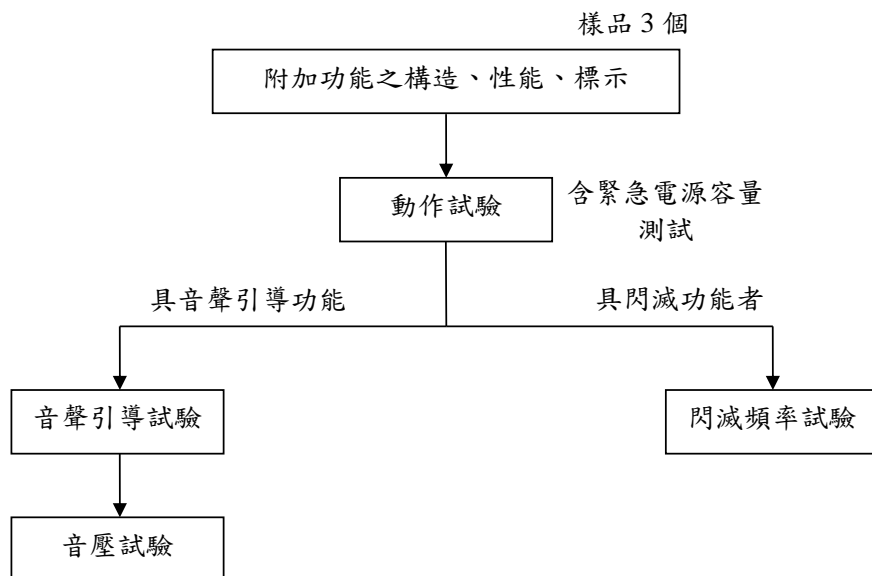 樣品 3 個
附加功能之構造、性能、標示
動作試驗
含緊急電源容量
測試
具音聲引導功能
具閃滅功能者
音聲引導試驗
閃滅頻率試驗
音壓試驗